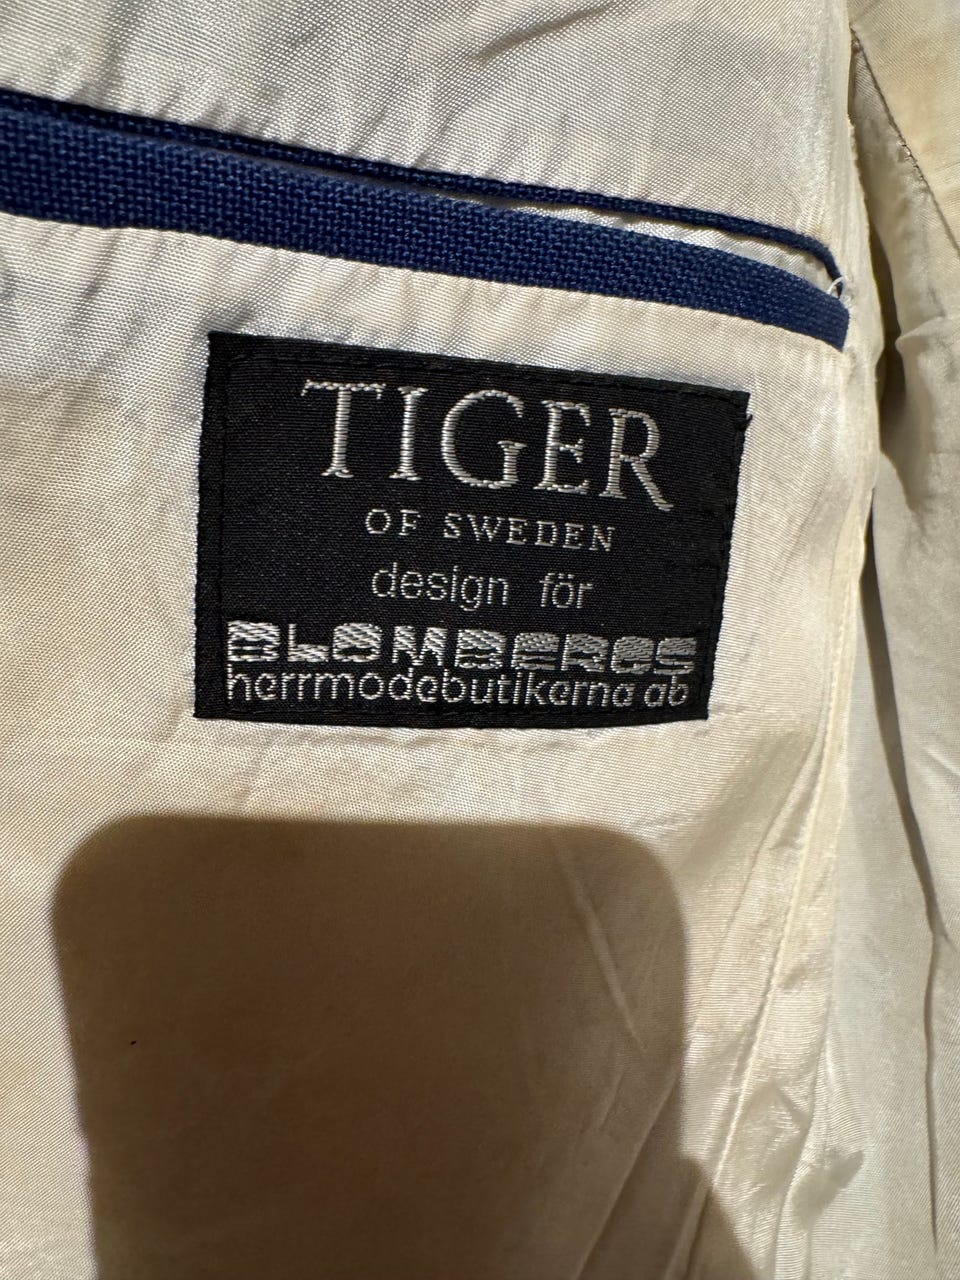 TIGER
OF SWEDEN
design för
BLOMBERGS
herrmodebutikerna ab